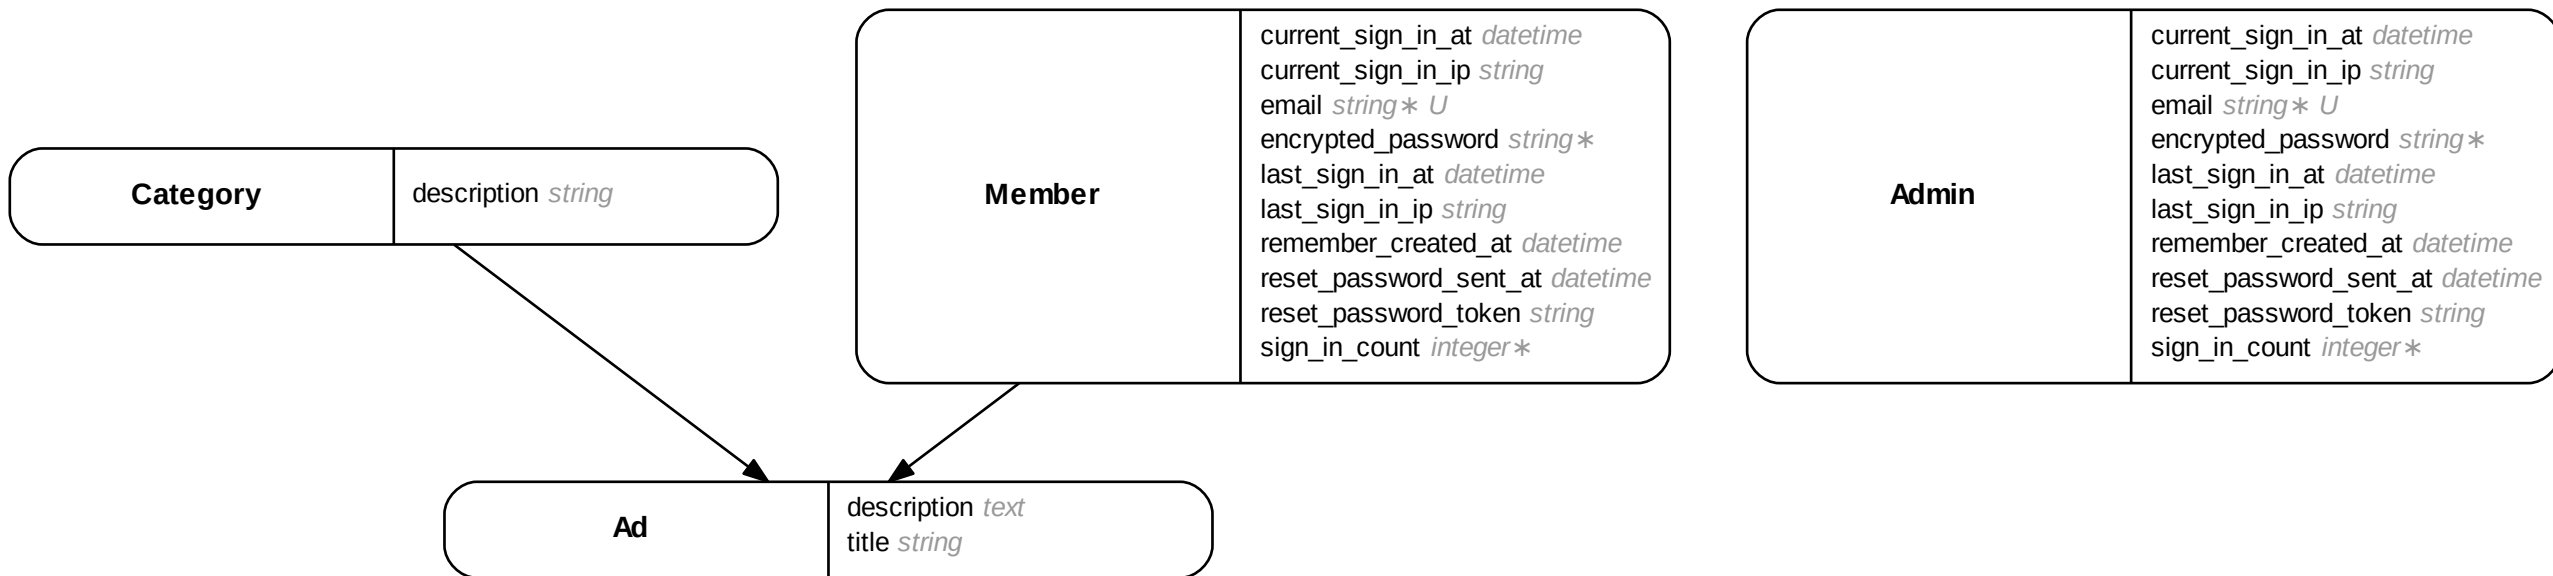 Category
description string
Member
current_sign_in_at datetime
current_sign_in_ip string
email string∗ U
encrypted_password string∗
last_sign_in_at datetime
last_sign_in_ip string
remember_created_at datetime
reset_password_sent_at datetime
reset_password_token string
sign_in_count integer∗
Admin
current_sign_in_at datetime
current_sign_in_ip string
email string∗ U
encrypted_password string∗
last_sign_in_at datetime
last_sign_in_ip string
remember_created_at datetime
reset_password_sent_at datetime
reset_password_token string
sign_in_count integer∗
Ad
description text
title string